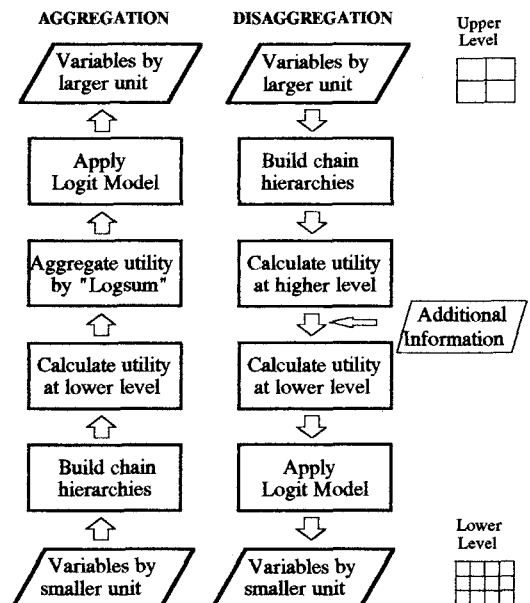 AGGREGATION
DISAGGREGATION
Upper
Level
Variables by
larger unit
Variables by
larger unit
Apply
Logit Model
Build chain
hierarchies
Aggregate utility
by "Logsum"
Calculate utility
at higher level
Additional
Information
Calculate utility
at lower level
Calculate utility
at lower level
Build chain
hierarchies
Apply
Logit Model
Lower
Level
Variables by
smaller unit
Variables by
smaller unit